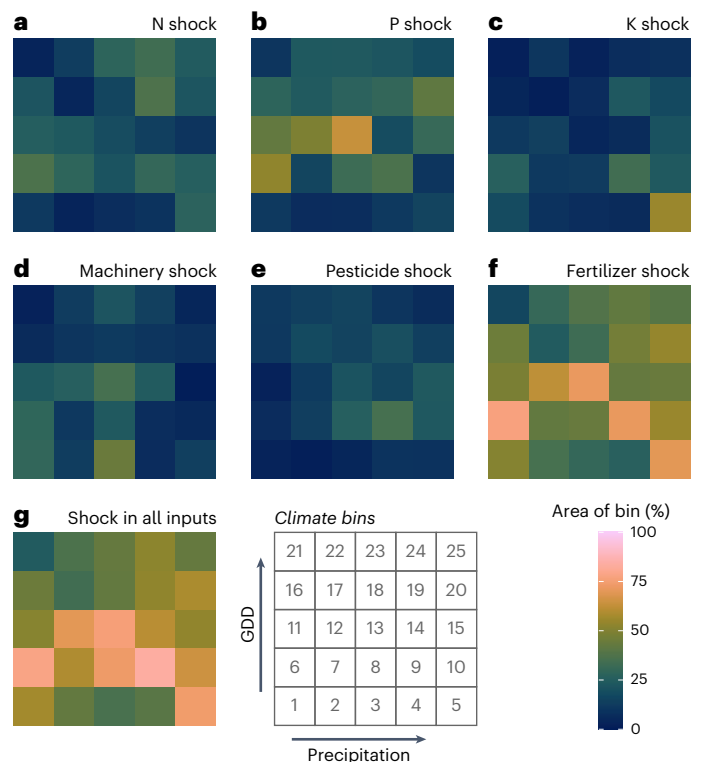 a N shock
b P shock
c K shock
d Machinery shock
e Pesticide shock
f Fertilizer shock
g Shock in all inputs
Climate bins
21 22 23 24 25
16 17 18 19 20
11 12 13 14 15
6 7 8 9 10
1 2 3 4 5
GDD
Precipitation
Area of bin (%)
100
75
50
25
0